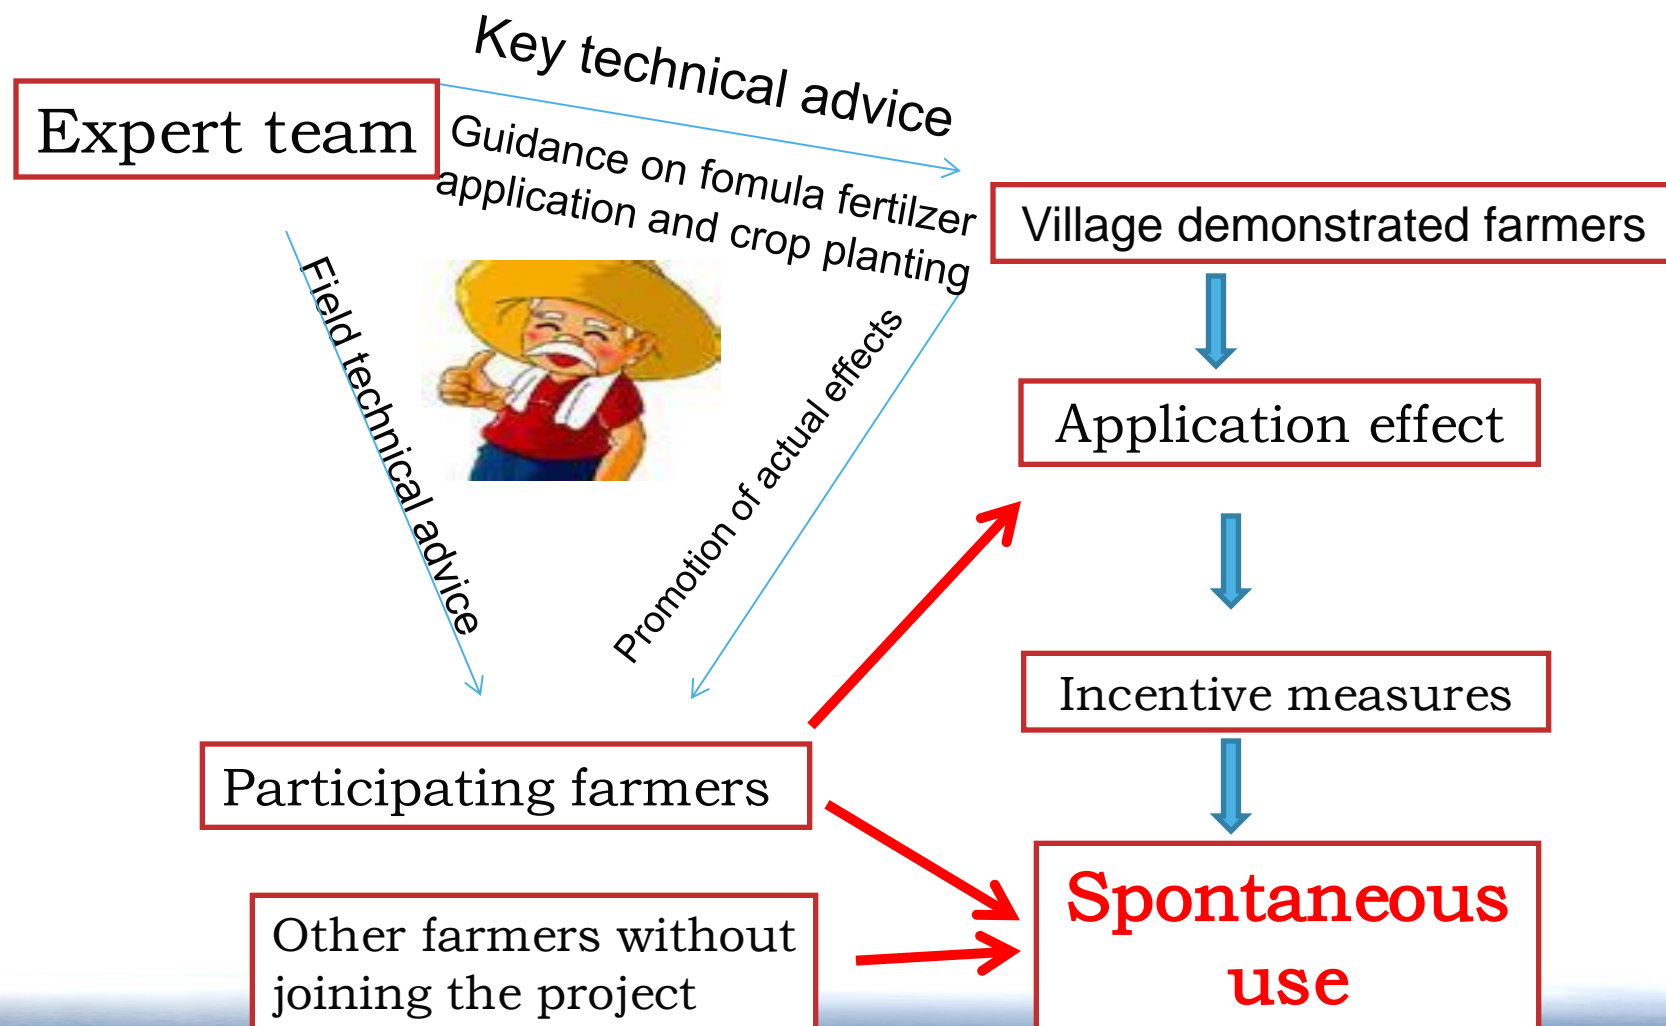 Key technical advice
Expert team
Guidance on fomula fertilzer
application and crop planting
Village demonstrated farmers
Field technical advice
Promotion of actual effects
Application effect
Incentive measures
Participating farmers
Spontaneous
use
Other farmers without
joining the project